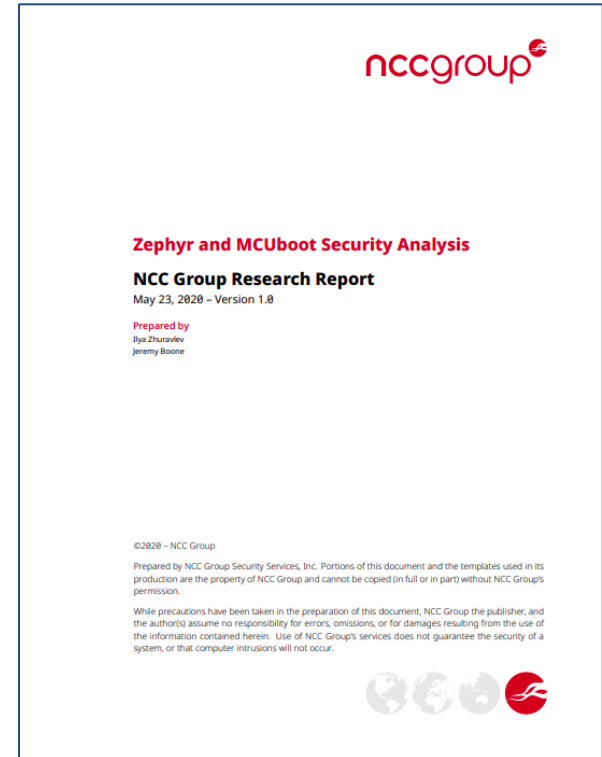 nccgroup
Zephyr and MCUboot Security Analysis
NCC Group Research Report
May 23, 2020 – Version 1.0
Prepared by
Ilya Zhuravlev
Jeremy Boone
©2020 – NCC Group
Prepared by NCC Group Security Services, Inc. Portions of this document and the templates used in its
production are the property of NCC Group and cannot be copied (in full or in part) without NCC Group's
permission.
While precautions have been taken in the preparation of this document, NCC Group the publisher, and
the author(s) assume no responsibility for errors, omissions, or for damages resulting from the use of
the information contained herein. Use of NCC Group's services does not guarantee the security of a
system, or that computer intrusions will not occur.